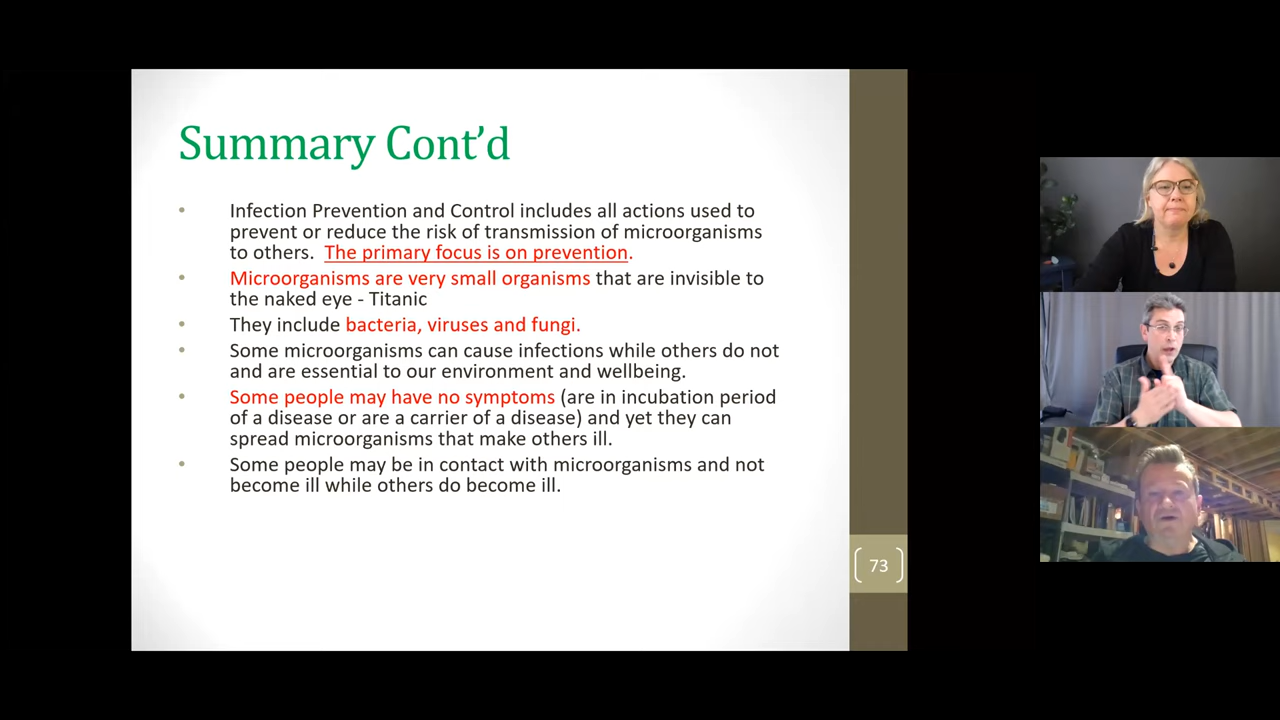 Summary Cont’d
• Infection Prevention and Control includes all actions used to
prevent or reduce the risk of transmission of microorganisms
to others. The primary focus is on prevention.
• Microorganisms are very small organisms that are invisible to
the naked eye - Titanic
• They include bacteria, viruses and fungi.
• Some microorganisms can cause infections while others do not
and are essential to our environment and wellbeing.
• Some people may have no symptoms (are in incubation period
of a disease or are a carrier of a disease) and yet they can
spread microorganisms that make others ill.
• Some people may be in contact with microorganisms and not
become ill while others do become ill.
73